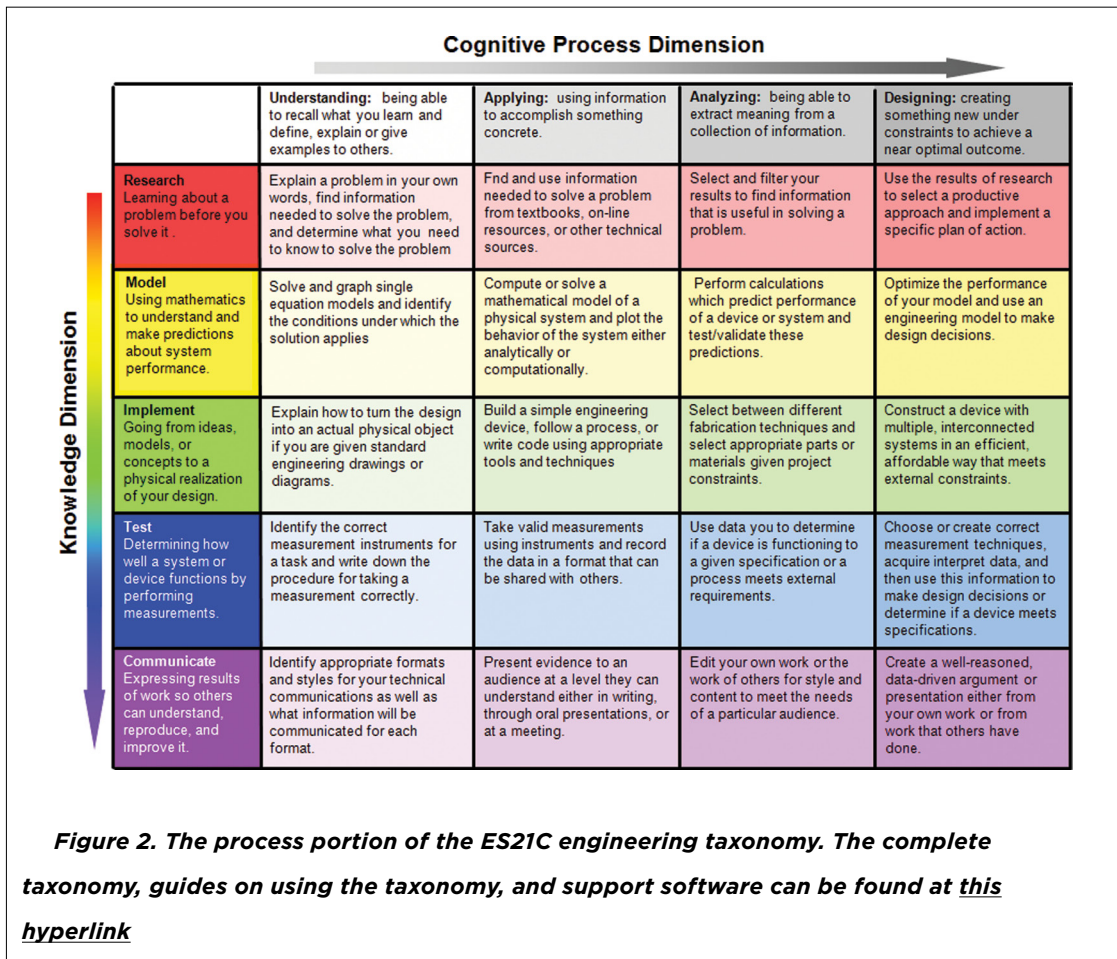 Cognitive Process Dimension
Knowledge Dimension
Understanding: being able
to recall what you learn and
define, explain or give
examples to others.
Applying: using information
to accomplish something
concrete.
Analyzing: being able to
extract meaning from a
collection of information.
Designing: creating
something new under
constraints to achieve a
near optimal outcome.
Research
Learning about a
problem before you
solve it .
Explain a problem in your own
words, find information
needed to solve the problem,
and determine what you need
to know to solve the problem
Fnd and use information
needed to solve a problem
from textbooks, on-line
resources, or other technical
sources.
Select and filter your
results to find information
that is useful in solving a
problem.
Use the results of research
to select a productive
approach and implement a
specific plan of action.
Model
Using mathematics
to understand and
make predictions
about system
performance.
Solve and graph single
equation models and identify
the conditions under which the
solution applies
Compute or solve a
mathematical model of a
physical system and plot the
behavior of the system either
analytically or
computationally.
Perform calculations
which predict performance
of a device or system and
test/validate these
predictions.
Optimize the performance
of your model and use an
engineering model to make
design decisions.
Implement
Going from ideas,
models, or
concepts to a
physical realization
of your design.
Explain how to turn the design
into an actual physical object
if you are given standard
engineering drawings or
diagrams.
Build a simple engineering
device, follow a process, or
write code using appropriate
tools and techniques
Select between different
fabrication techniques and
select appropriate parts or
materials given project
constraints.
Construct a device with
multiple, interconnected
systems in an efficient,
affordable way that meets
external constraints.
Test
Determining how
well a system or
device functions by
performing
measurements.
Identify the correct
measurement instruments for
a task and write down the
procedure for taking a
measurement correctly.
Take valid measurements
using instruments and record
the data in a format that can
be shared with others.
Use data you to determine
if a device is functioning to
a given specification or a
process meets external
requirements.
Choose or create correct
measurement techniques,
acquire interpret data, and
then use this information to
make design decisions or
determine if a device meets
specifications.
Communicate
Expressing results
of work so others
can understand,
reproduce, and
improve it.
Identify appropriate formats
and styles for your technical
communications as well as
what information will be
communicated for each
format.
Present evidence to an
audience at a level they can
understand either in writing,
through oral presentations, or
at a meeting.
Edit your own work or the
work of others for style and
content to meet the needs
of a particular audience.
Create a well-reasoned,
data-driven argument or
presentation either from
your own work or from
work that others have
done.
Figure 2. The process portion of the ES21C engineering taxonomy. The complete
taxonomy, guides on using the taxonomy, and support software can be found at this
hyperlink